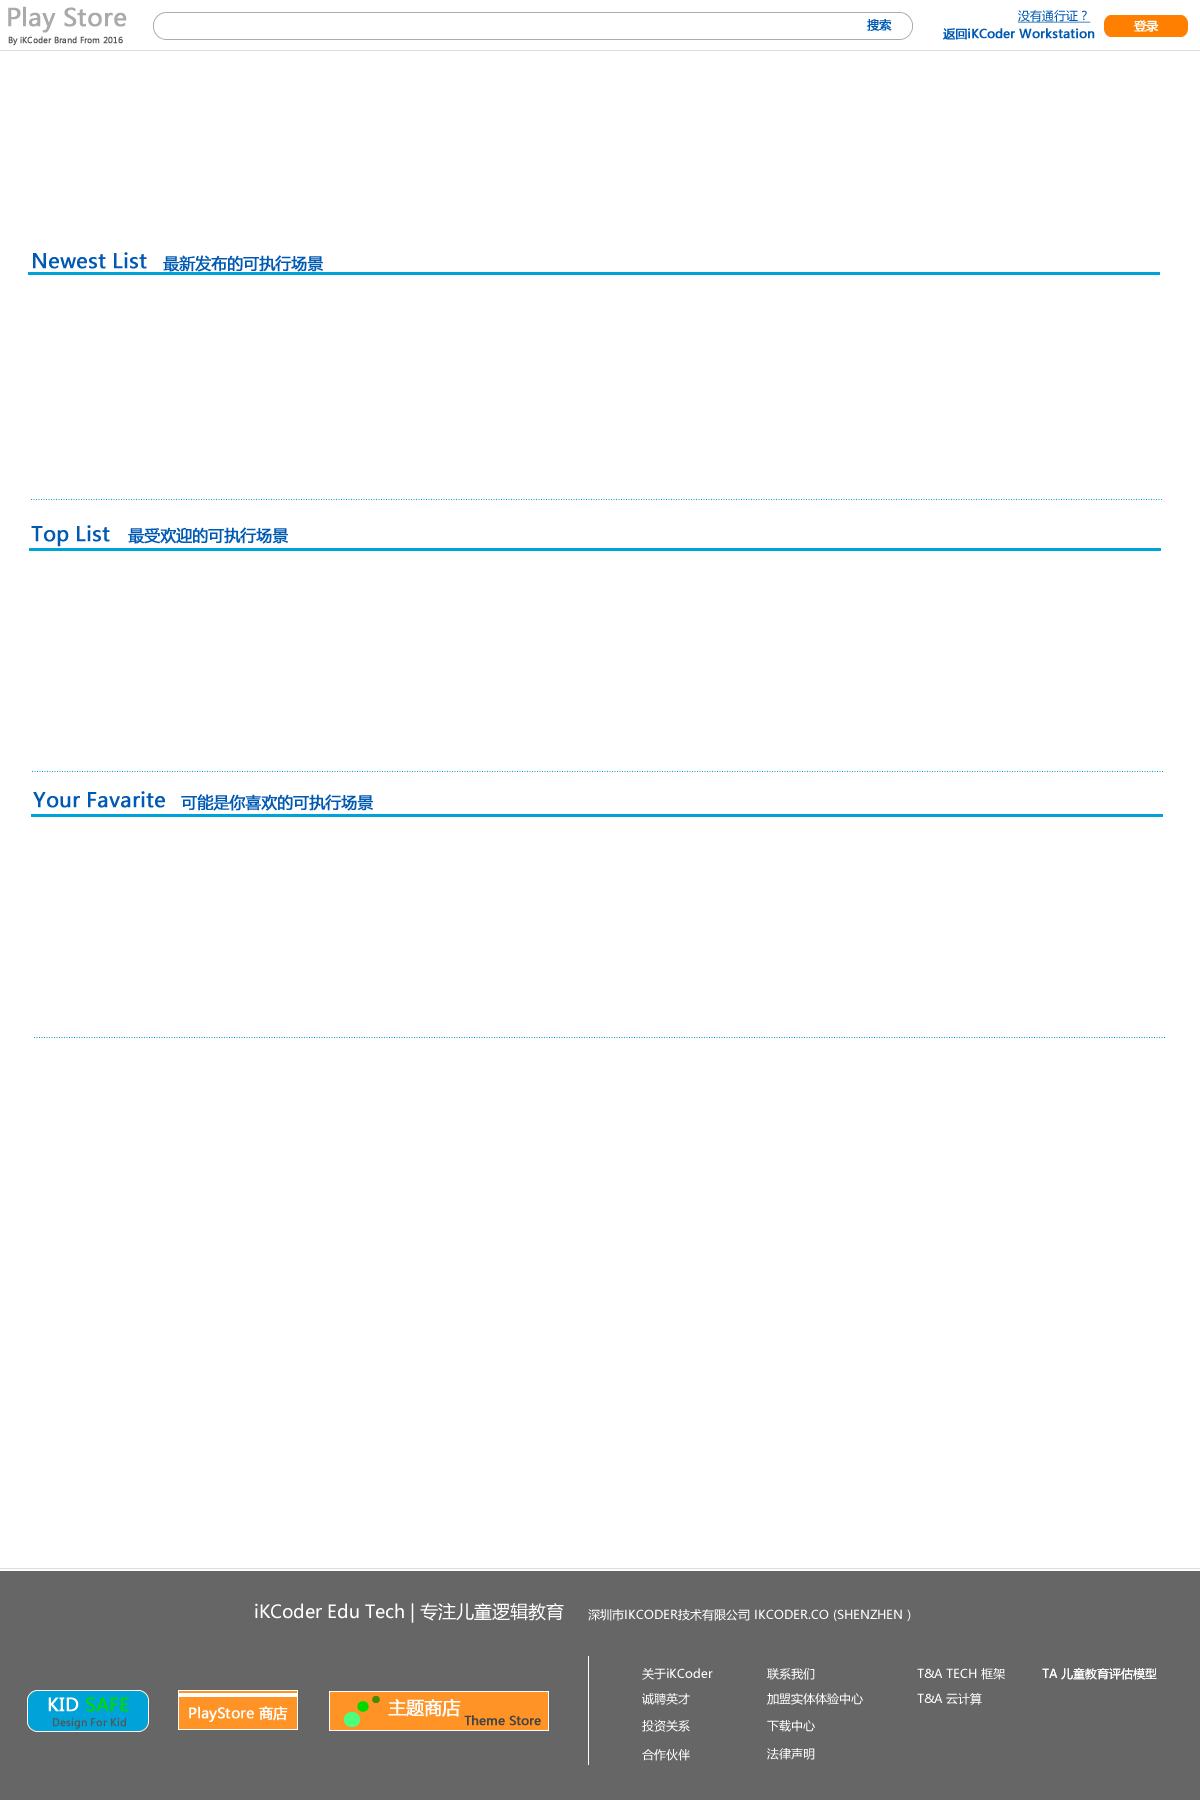 Play Store
By iKCoder Brand From 2016
搜索
没有通行证？
返回iKCoder Workstation
登录
Newest List 最新发布的可执行场景
Top List 最受欢迎的可执行场景
Your Favarite 可能是你喜欢的可执行场景
iKCoder Edu Tech | 专注儿童逻辑教育 深圳市IKCODER技术有限公司 IKCODER.CO (SHENZHEN )
KID SAFE
Design For Kid
PlayStore 商店
主题商店
Theme Store
关于iKCoder 联系我们 T&A TECH 框架 TA 儿童教育评估模型
诚聘英才 加盟实体体验中心 T&A 云计算
投资关系 下载中心
合作伙伴 法律声明